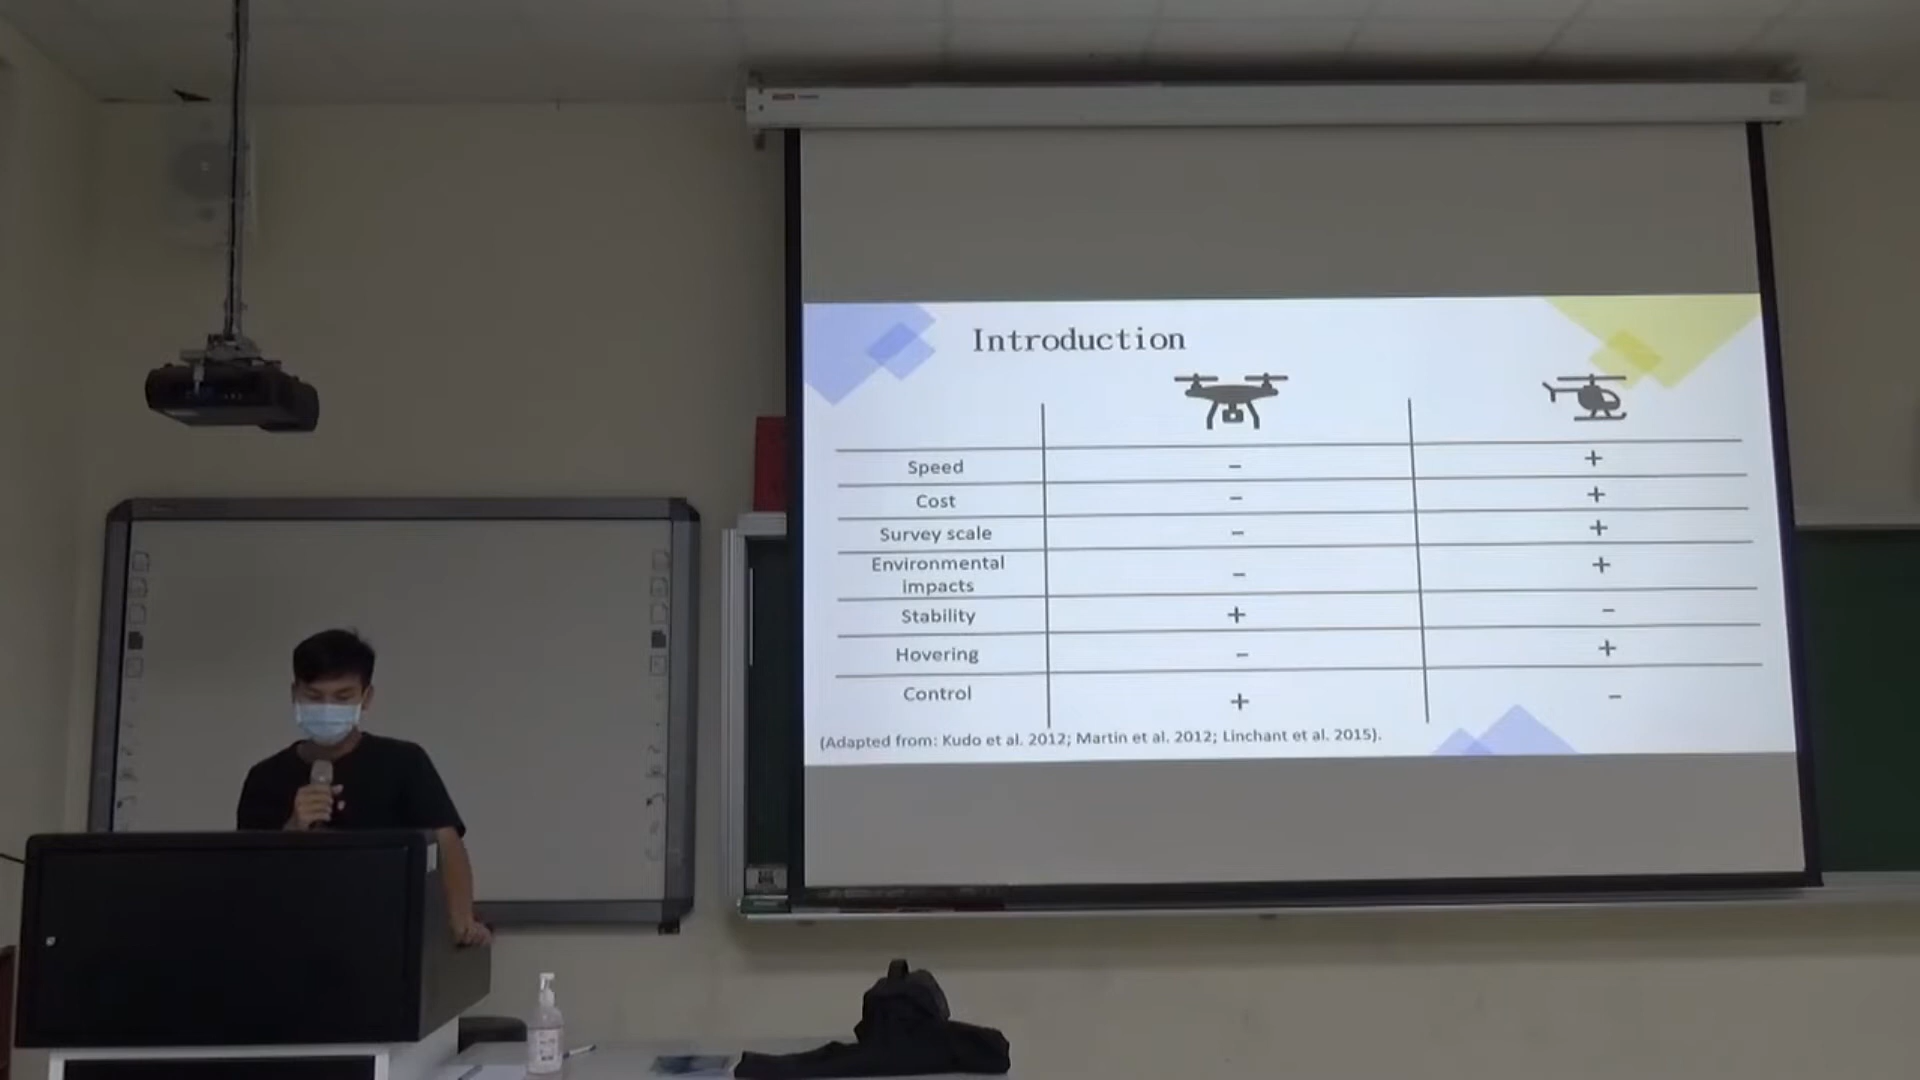 Introduction
Speed - +
Cost - +
Survey scale - +
Environmental
impacts - +
Stability + -
Hovering - +
Control + -
(Adapted from: Kudo et al. 2012; Martin et al. 2012; Linchant et al. 2015).